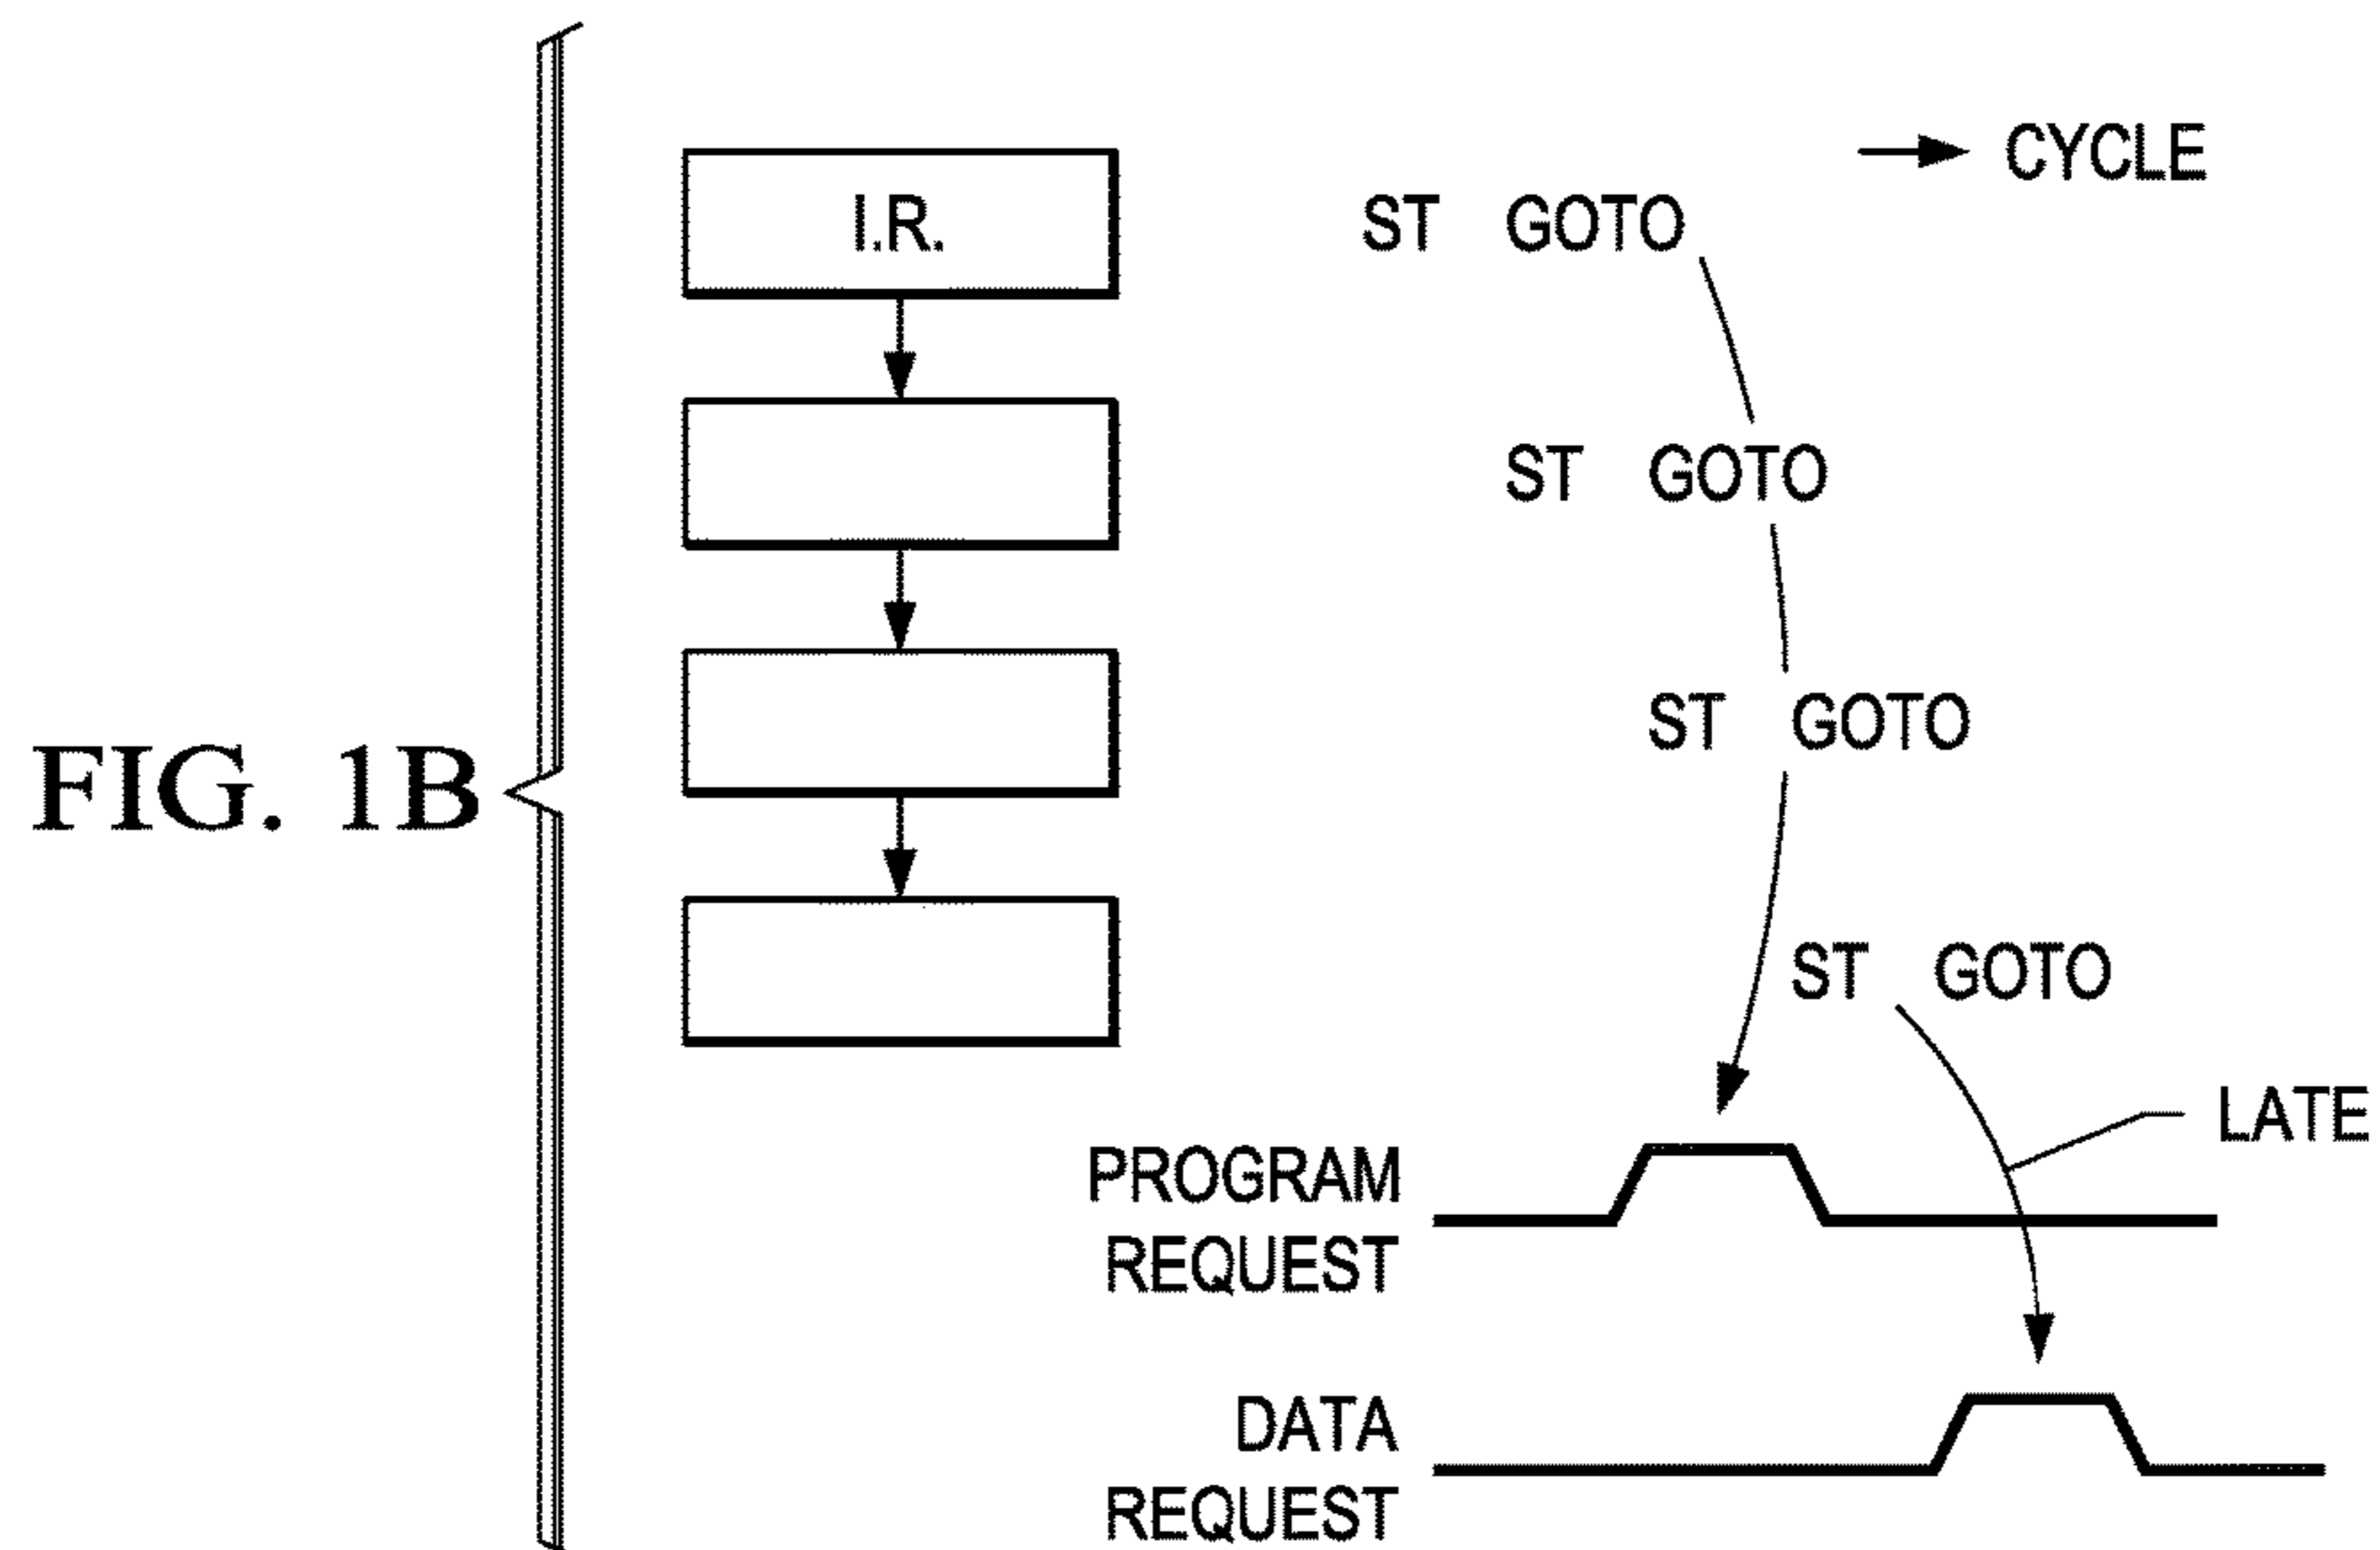 CYCLE
I.R.
ST GOTO
ST GOTO
FIG. 1B
ST GOTO
ST GOTO
LATE
PROGRAM
REQUEST
DATA
REQUEST